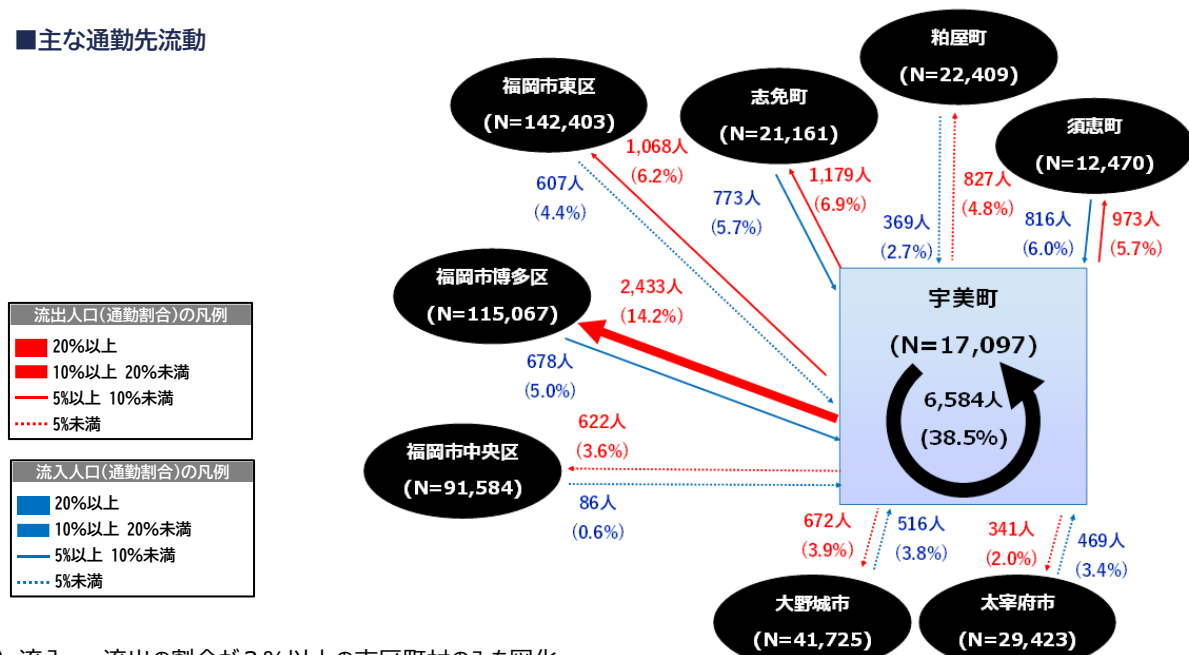 ■主な通勤先流動
粕屋町
(N=22,409)
福岡市東区
(N=142,403)
志免町
(N=21,161)
須恵町
(N=12,470)
1,068人
(6.2%)
607人
(4.4%)
1,179人
(6.9%)
773人
(5.7%)
827人
(4.8%)
369人
(2.7%)
816人
(6.0%)
973人
(5.7%)
福岡市博多区
(N=115,067)
2,433人
(14.2%)
678人
(5.0%)
宇美町
(N=17,097)
6,584人
(38.5%)
流出人口(通勤割合)の凡例
20%以上
10%以上 20%未満
5%以上 10%未満
5%未満
流入人口(通勤割合)の凡例
20%以上
10%以上 20%未満
5%以上 10%未満
5%未満
福岡市中央区
(N=91,584)
622人
(3.6%)
86人
(0.6%)
672人
(3.9%)
516人
(3.8%)
341人
(2.0%)
469人
(3.4%)
大野城市
(N=41,725)
太宰府市
(N=29,423)